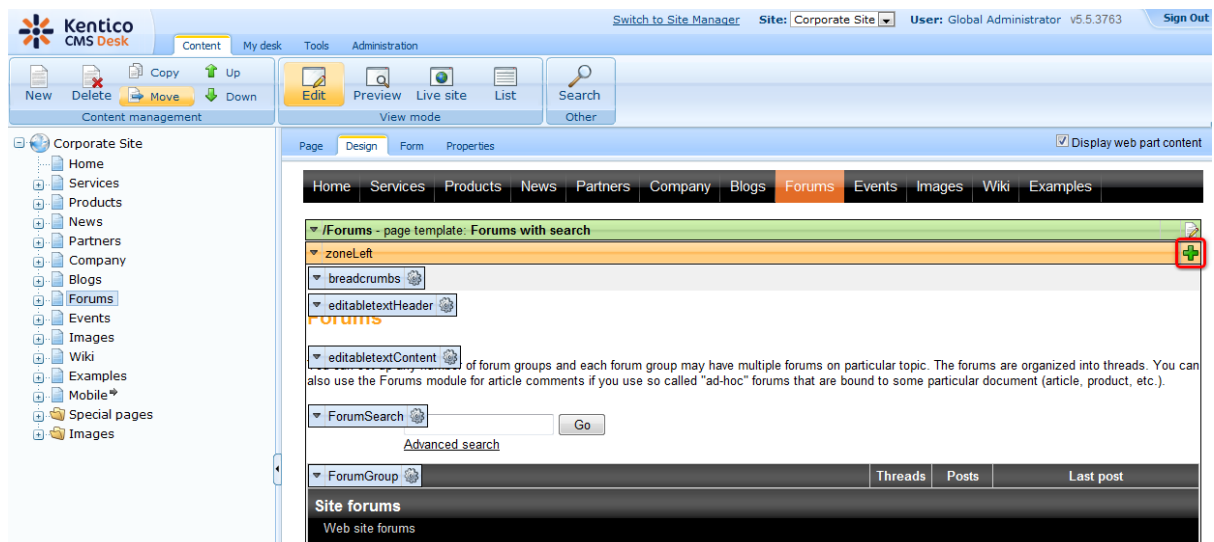 Kentico
CMS Desk
Switch to Site Manager Site: Corporate Site User: Global Administrator v5.5.3763 Sign Out
Content My desk Tools Administration
New Delete Copy Move Up Down
Content management
Edit Preview Live site List
View mode
Search
Other
Corporate Site
Home
Services
Products
News
Partners
Company
Blogs
Forums
Events
Images
Wiki
Examples
Mobile
Special pages
Images
Page Design Form Properties Display web part content
Home Services Products News Partners Company Blogs Forums Events Images Wiki Examples
/Forums - page template: Forums with search
zoneLeft
breadcrumbs
editabletextHeader
Forums
editabletextContent
of forum groups and each forum group may have multiple forums on particular topic. The forums are organized into threads. You can
also use the Forums module for article comments if you use so called "ad-hoc" forums that are bound to some particular document (article, product, etc.).
ForumSearch Go
Advanced search
ForumGroup Threads Posts Last post
Site forums
Web site forums